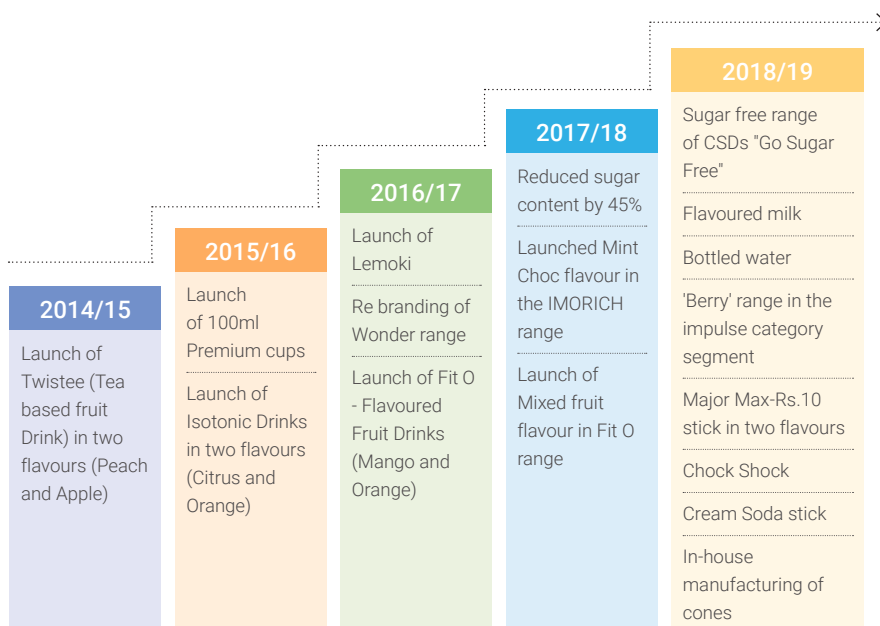 2014/15
Launch of
Twistee (Tea
based fruit
Drink) in two
flavours (Peach
and Apple)
2015/16
Launch
of 100ml
Premium cups
Launch of
Isotonic Drinks
in two flavours
(Citrus and
Orange)
2016/17
Launch of
Lemoki
Re branding of
Wonder range
Launch of Fit O
- Flavoured
Fruit Drinks
(Mango and
Orange)
2017/18
Reduced sugar
content by 45%
Launched Mint
Choc flavour in
the IMORICH
range
Launch of
Mixed fruit
flavour in Fit O
range
2018/19
Sugar free range
of CSDs "Go Sugar
Free"
Flavoured milk
Bottled water
'Berry' range in the
impulse category
segment
Major Max-Rs.10
stick in two flavours
Chock Shock
Cream Soda stick
In-house
manufacturing of
cones